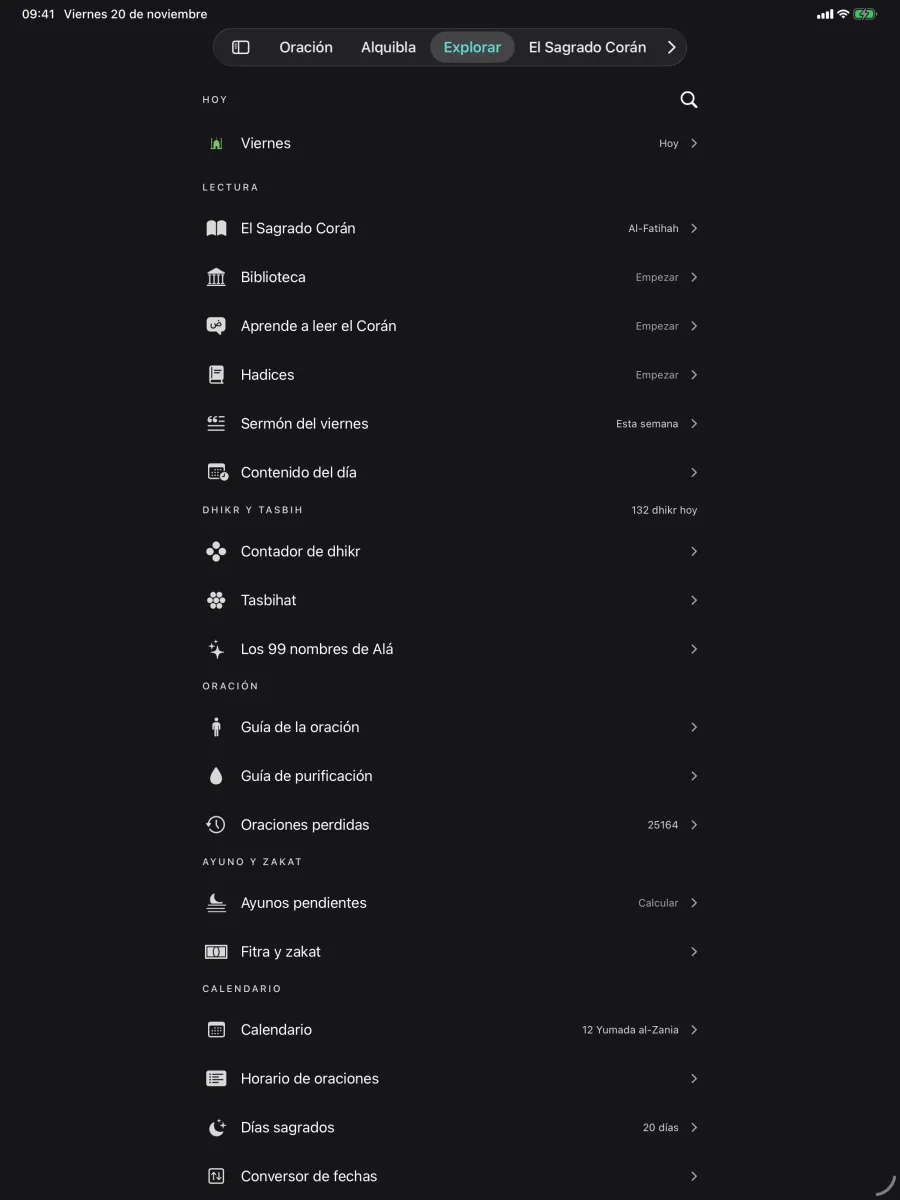 09:41 Viernes 20 de noviembre
Oración Alquibla Explorar El Sagrado Corán
HOY
Viernes Hoy
LECTURA
El Sagrado Corán Al-Fatihah
Biblioteca Empezar
ض Aprende a leer el Corán Empezar
Hadices Empezar
Sermón del viernes Esta semana
Contenido del día
DHIKR Y TASBIH 132 dhikr hoy
Contador de dhikr
Tasbihat
Los 99 nombres de Alá
ORACIÓN
Guía de la oración
Guía de purificación
Oraciones perdidas 25164
AYUNO Y ZAKAT
Ayunos pendientes Calcular
Fitra y zakat
CALENDARIO
Calendario 12 Yumada al-Zania
Horario de oraciones
Días sagrados 20 días
Conversor de fechas